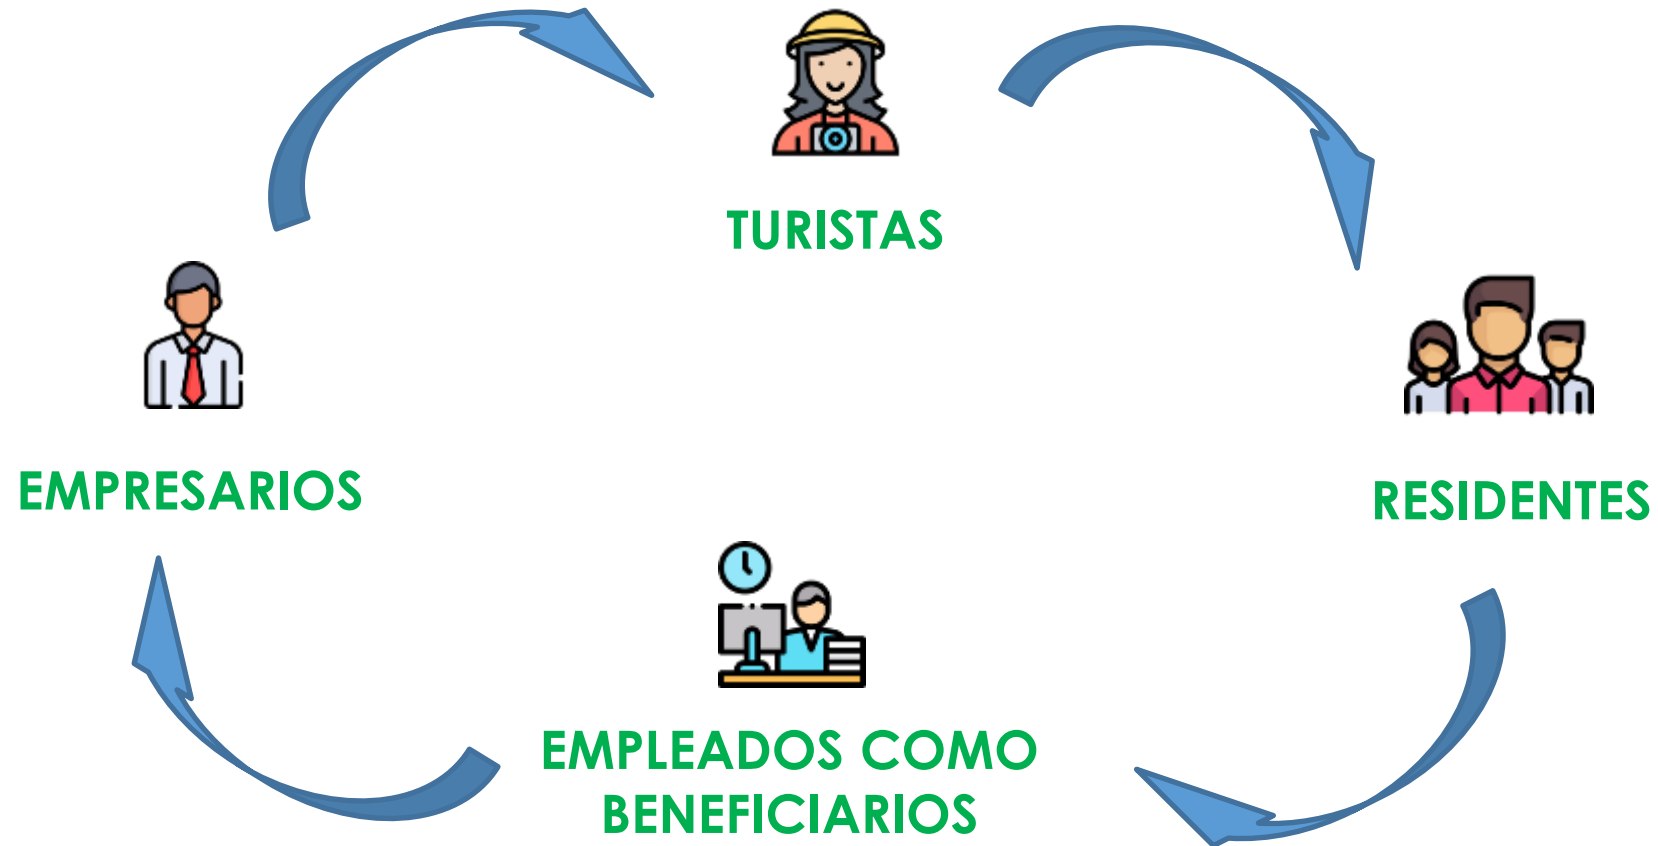 TURISTAS
EMPRESARIOS
RESIDENTES
EMPLEADOS COMO
BENEFICIARIOS